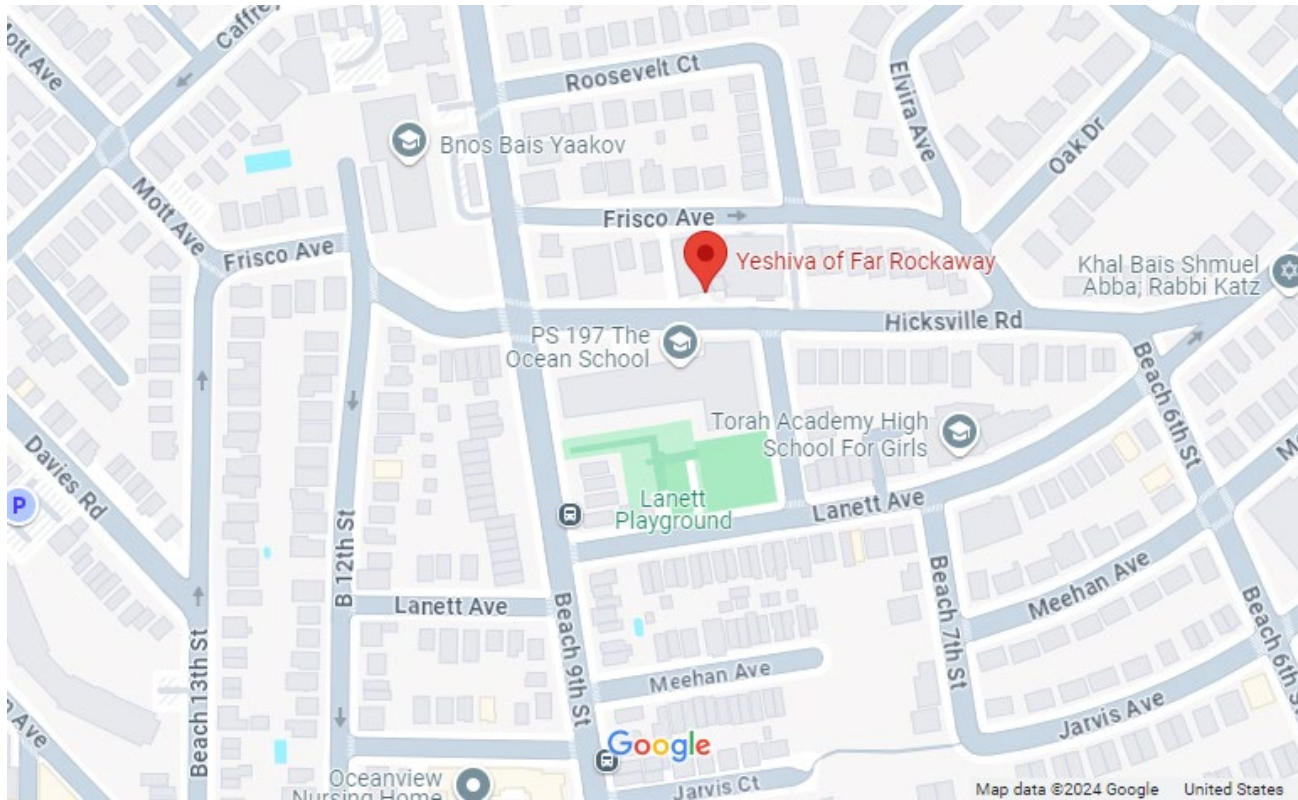 Mott Ave
Caffrey
Roosevelt Ct
Elvira Ave
Oak Dr
Bnos Bais Yaakov
Mott Ave
Frisco Ave
Frisco Ave
Yeshiva of Far Rockaway
Khal Bais Shmuel
Abba; Rabbi Katz
Hicksville Rd
PS 197 The
Ocean School
Beach 6th St
Torah Academy High
School For Girls
Davies Rd
P
Lanett
Playground
Lanett Ave
B 12th St
Lanett Ave
Beach 9th St
Beach 7th St
Meehan Ave
Beach 6th St
Beach 13th St
Meehan Ave
Jarvis Ave
Google
Oceanview
Nursing Home
Jarvis Ct
Ave
Map data ©2024 Google United States